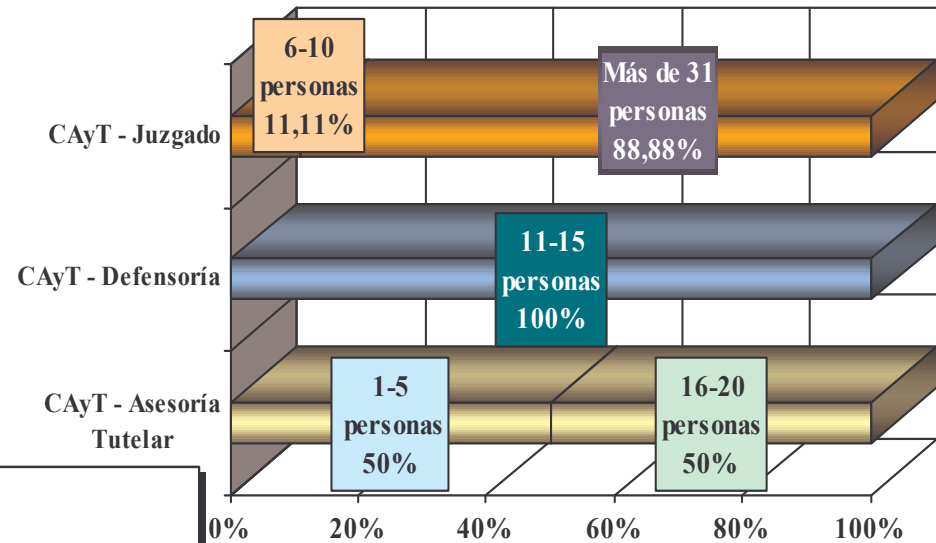 6-10
personas
11,11%
Más de 31
personas
88,88%
CAyT - Juzgado
11-15
personas
100%
CAyT - Defensoría
1-5
personas
50%
16-20
personas
50%
CAyT - Asesoría
Tutelar
0%
20%
40%
60%
80%
100%